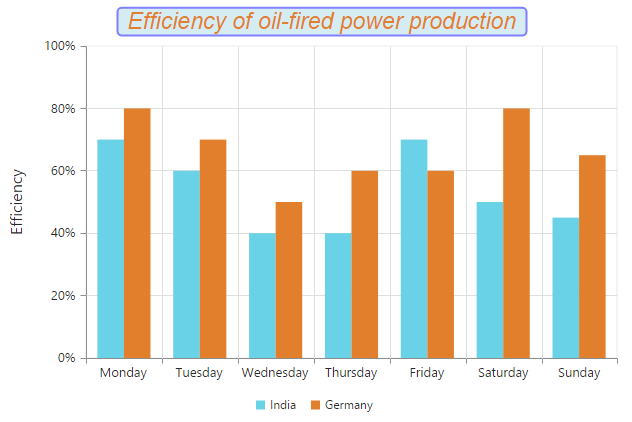 Efficiency of oil-fired power production
100%
80%
60%
40%
20%
0%
Efficiency
Monday Tuesday Wednesday Thursday Friday Saturday Sunday
India Germany